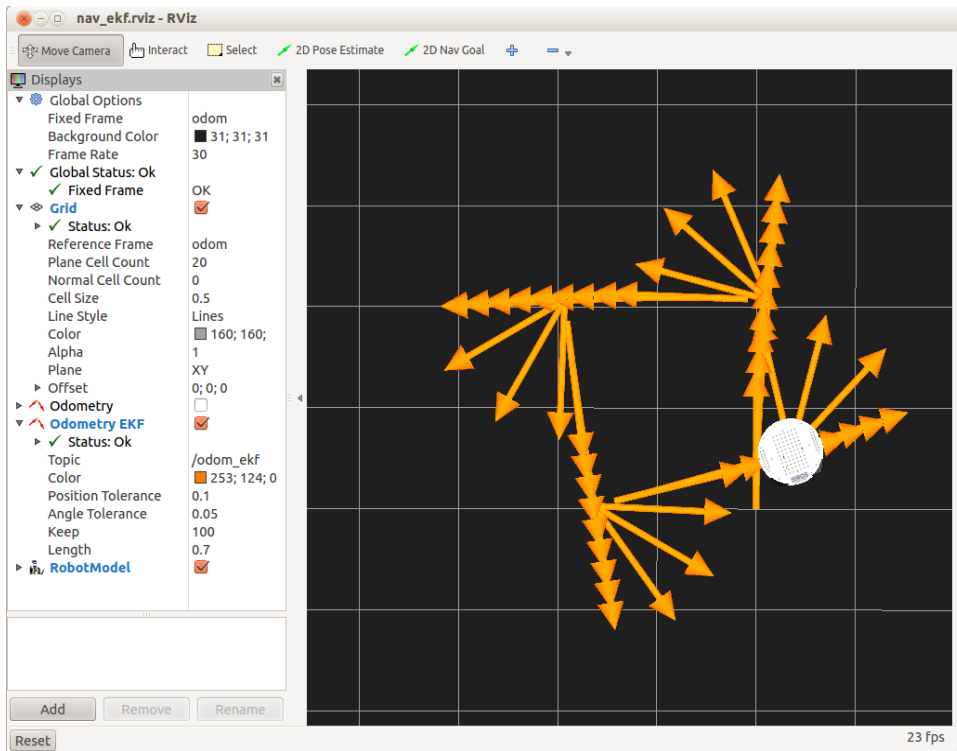 nav_ekf.rviz - RViz
Move Camera Interact Select 2D Pose Estimate 2D Nav Goal
Displays
Global Options
Fixed Frame odom
Background Color 31; 31; 31
Frame Rate 30
Global Status: Ok
Fixed Frame OK
Grid
Status: Ok
Reference Frame odom
Plane Cell Count 20
Normal Cell Count 0
Cell Size 0.5
Line Style Lines
Color 160; 160;
Alpha 1
Plane XY
Offset 0; 0; 0
Odometry
Odometry EKF
Status: Ok
Topic /odom_ekf
Color 253; 124; 0
Position Tolerance 0.1
Angle Tolerance 0.05
Keep 100
Length 0.7
RobotModel
Add Remove Rename
Reset 23 fps